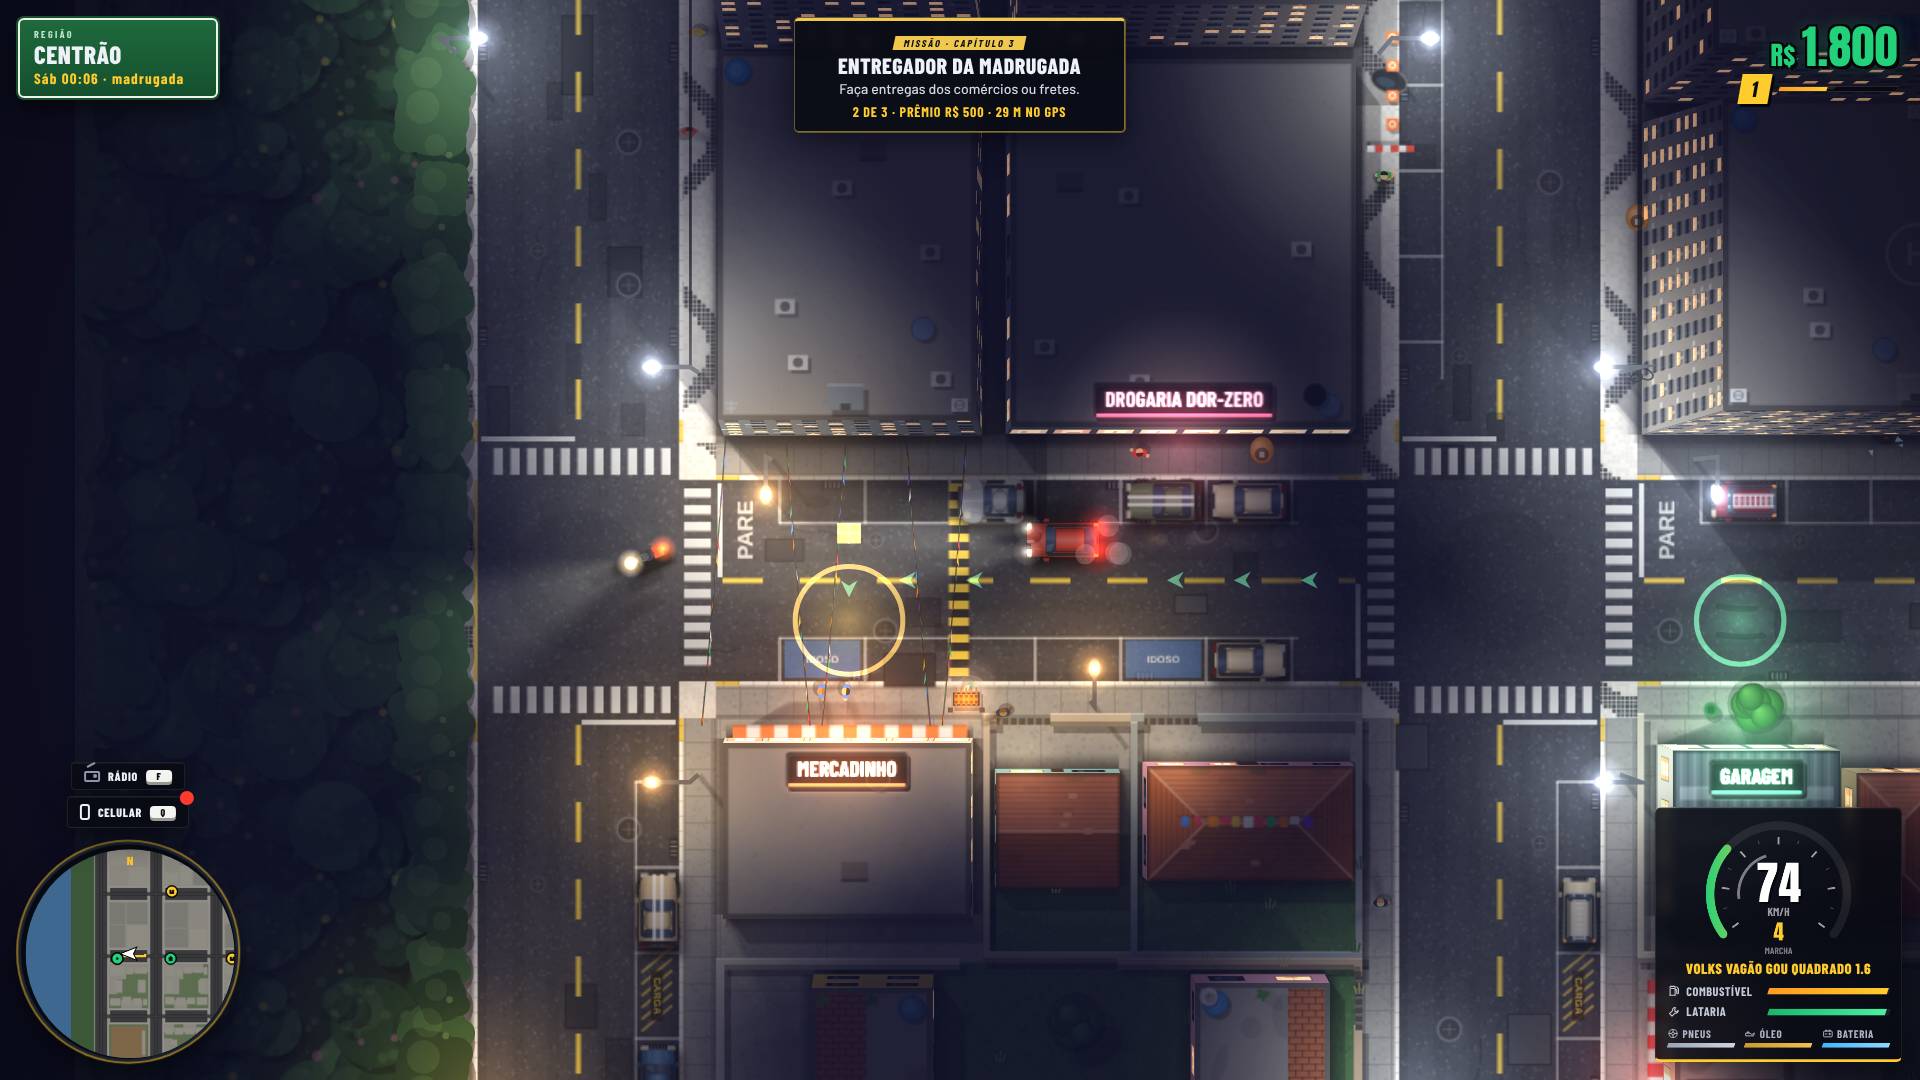 REGIÃO
CENTRÃO
Sáb 00:06 · madrugada
MISSÃO · CAPÍTULO 3
ENTREGADOR DA MADRUGADA
Faça entregas dos comércios ou fretes.
2 DE 3 · PRÊMIO R$ 500 · 29 M NO GPS
R$ 1.800
1
DROGARIA DOR-ZERO
PARE
PARE
IDOSO
IDOSO
MERCADINHO
GARAGEM
RÁDIO F
CELULAR Q
N
CARGA
CARGA
74
KM/H
4
MARCHA
VOLKS VAGÃO GOU QUADRADO 1.6
COMBUSTÍVEL
LATARIA
PNEUS
ÓLEO
BATERIA